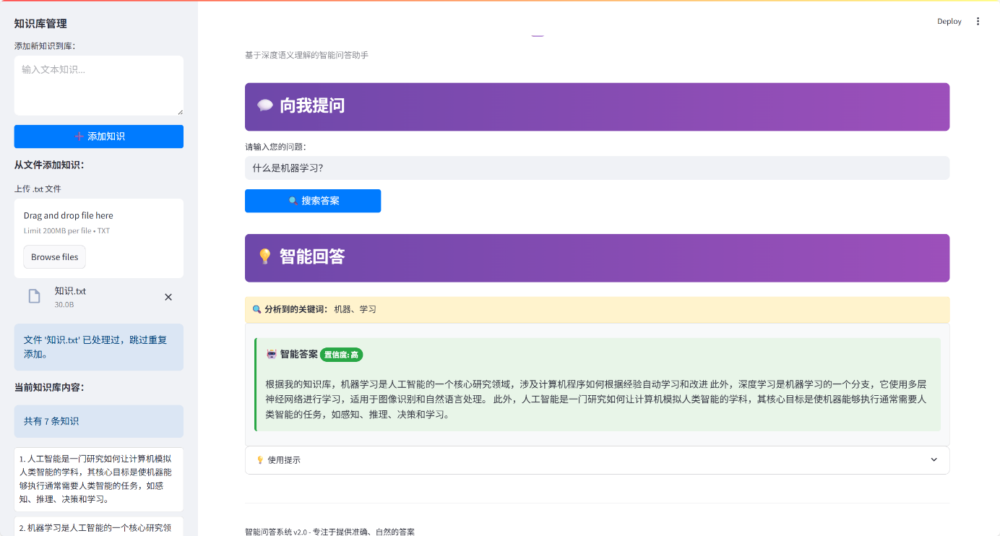 知识库管理
添加新知识到库：
输入文本知识...
添加知识
从文件添加知识：
上传 .txt 文件
Drag and drop file here
Limit 200MB per file • TXT
Browse files
知识.txt
30.0B
文件 '知识.txt' 已处理过，跳过重复
添加。
当前知识库内容：
共有 7 条知识
1. 人工智能是一门研究如何让计算机模拟
人类智能的学科，其核心目标是使机器能
够执行通常需要人类智能的任务，如感
知、推理、决策和学习。
2. 机器学习是人工智能的一个核心研究领
Deploy
基于深度语义理解的智能问答助手
向我提问
请输入您的问题：
什么是机器学习？
搜索答案
智能回答
分析到的关键词： 机器、学习
智能答案 置信度: 高
根据我的知识库，机器学习是人工智能的一个核心研究领域，涉及计算机程序如何根据经验自动学习和改进 此外，深度学习是机器学习的一个分支，它使用多层
神经网络进行学习，适用于图像识别和自然语言处理。 此外，人工智能是一门研究如何让计算机模拟人类智能的学科，其核心目标是使机器能够执行通常需要人
类智能的任务，如感知、推理、决策和学习。
使用提示
智能问答系统 v2.0 - 专注于提供准确、自然的答案